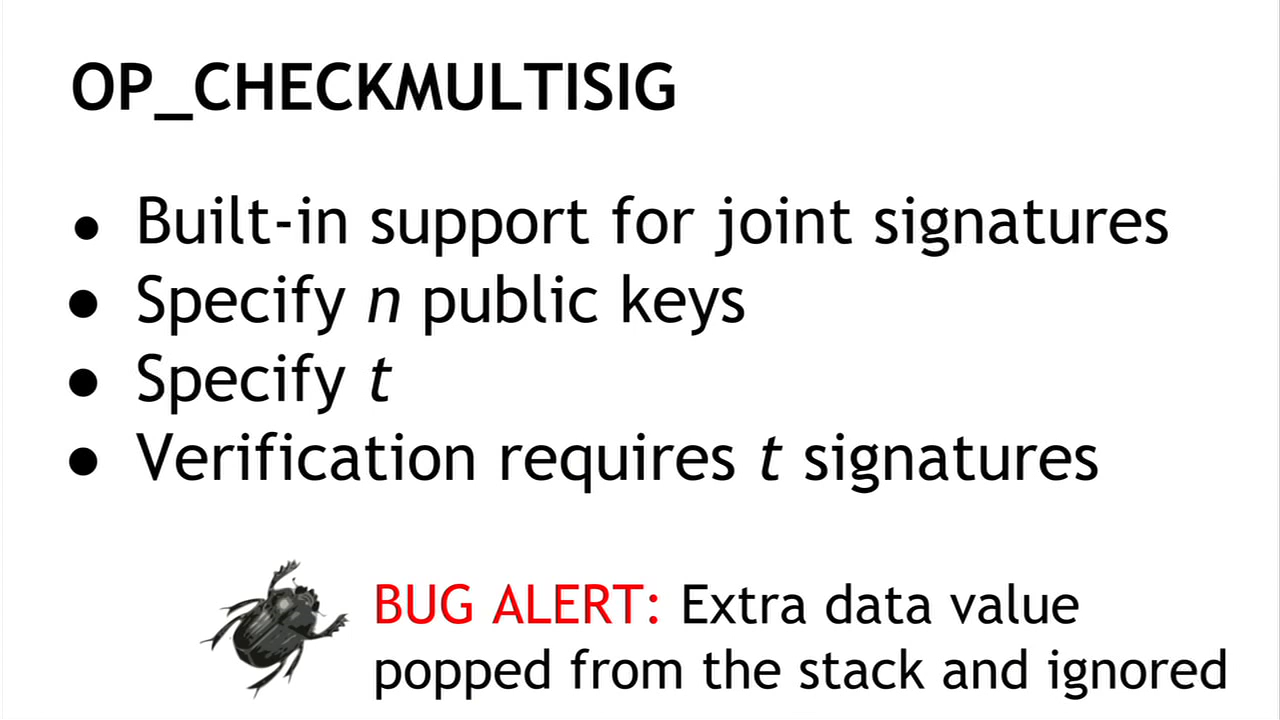 OP_CHECKMULTISIG
● Built-in support for joint signatures
● Specify n public keys
● Specify t
● Verification requires t signatures
BUG ALERT: Extra data value
popped from the stack and ignored